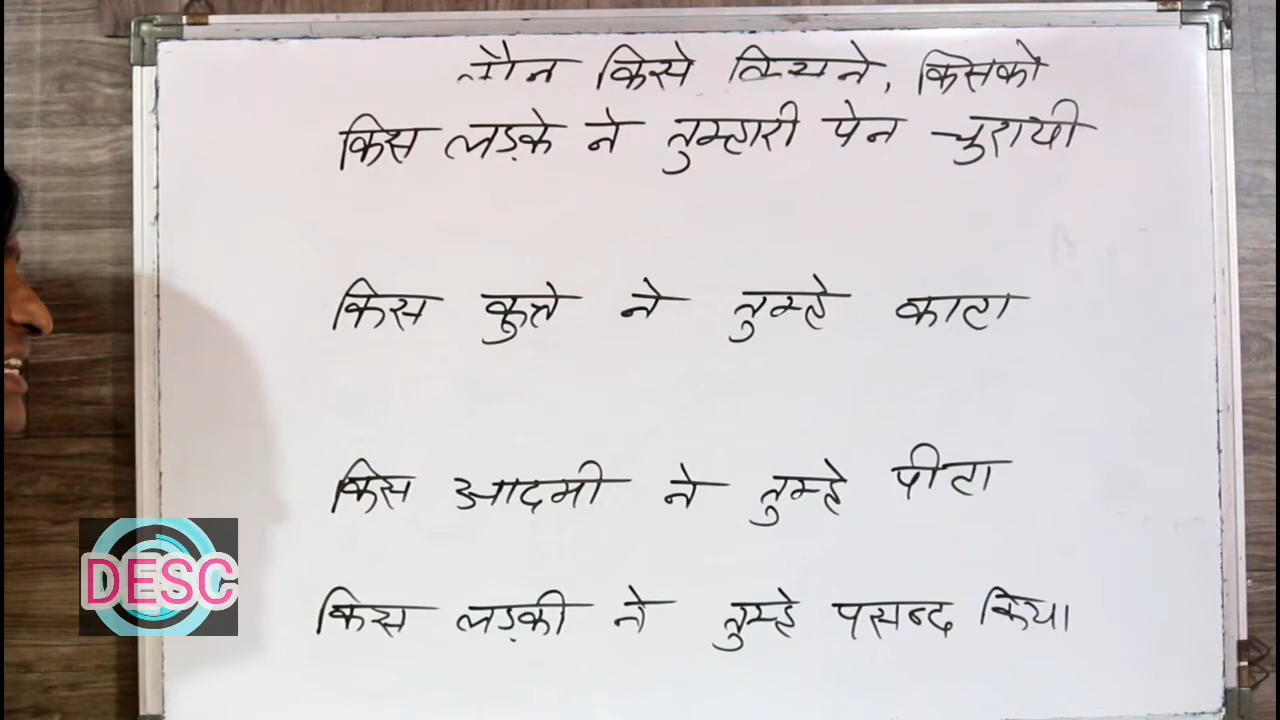 कौन किसे किसने, किसको
किस लड़के ने तुम्हारी पेन चुरायी
किस कुत्ते ने तुम्हे काटा
किस आदमी ने तुम्हे पीटा
DESC
किस लड़की ने तुम्हे पसन्द किया